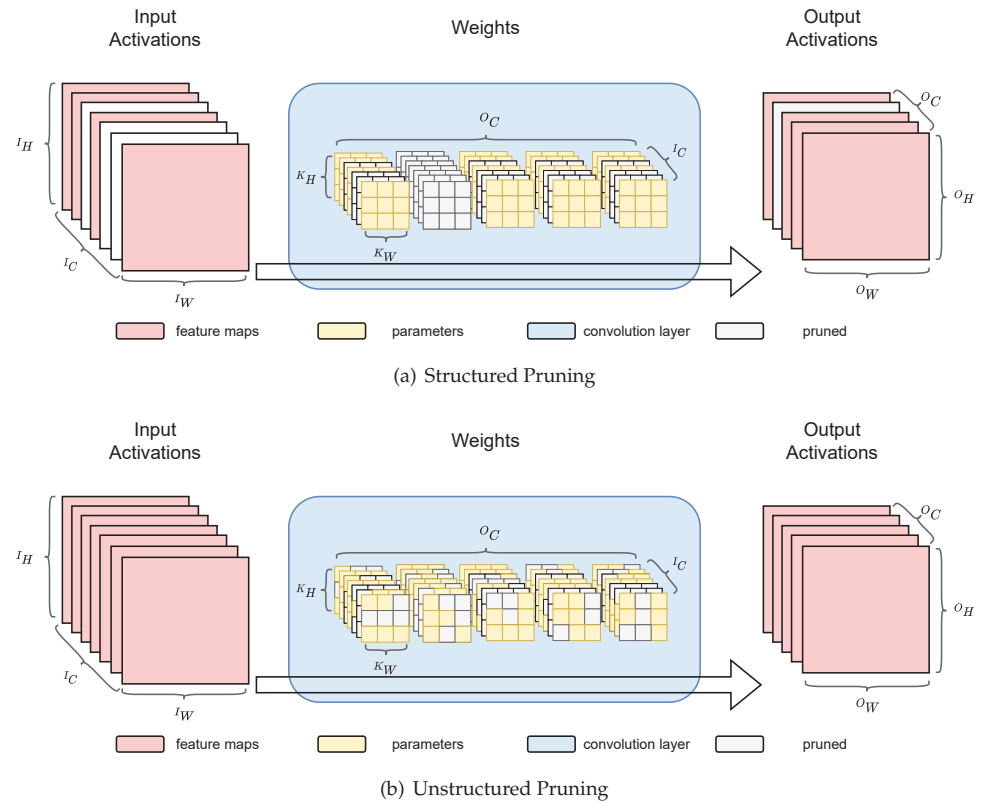 Input
Activations
Weights
Output
Activations
O_C
O_C
I_H
K_H
I_C
O_H
I_C
K_W
I_W
O_W
feature maps parameters convolution layer pruned
(a) Structured Pruning
Input
Activations
Weights
Output
Activations
O_C
O_C
I_H
K_H
I_C
O_H
I_C
K_W
I_W
O_W
feature maps parameters convolution layer pruned
(b) Unstructured Pruning